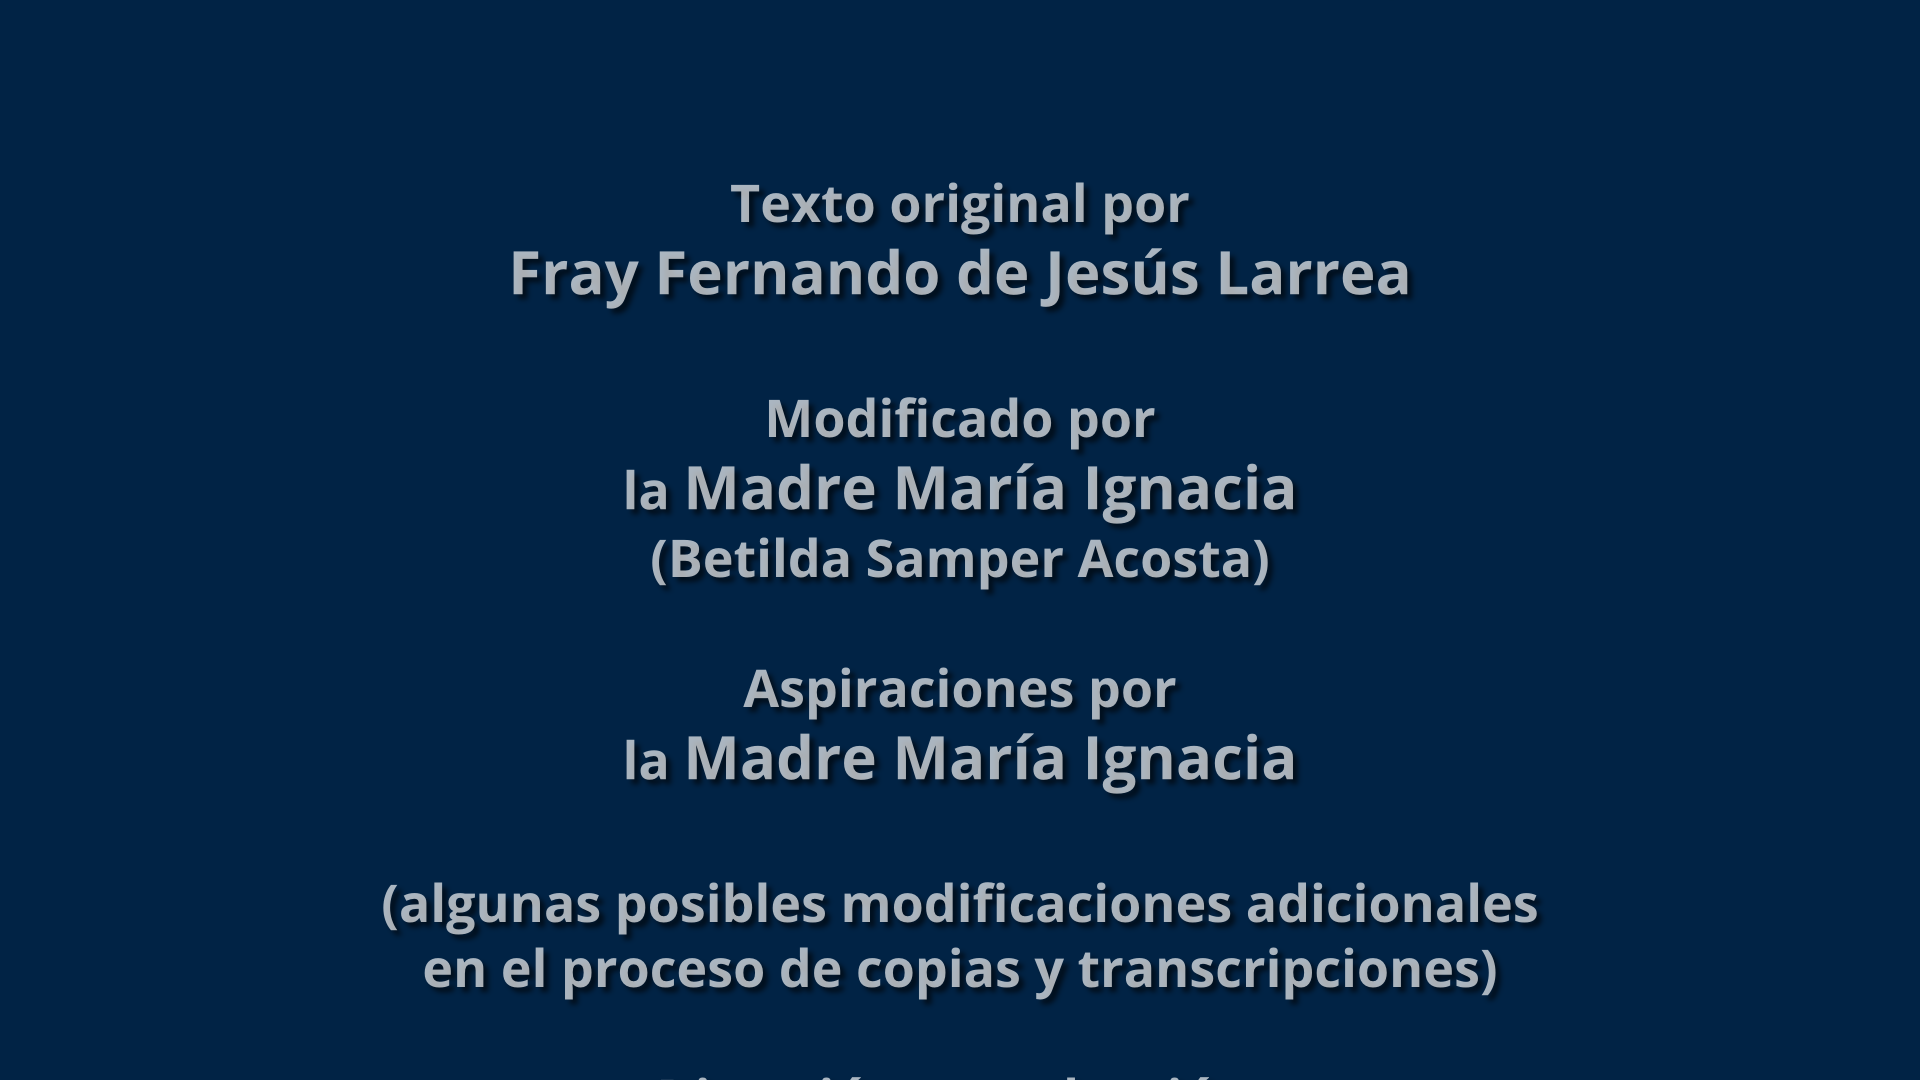 Texto original por
Fray Fernando de Jesús Larrea
Modificado por
la Madre María Ignacia
(Betilda Samper Acosta)
Aspiraciones por
la Madre María Ignacia
(algunas posibles modificaciones adicionales
en el proceso de copias y transcripciones)